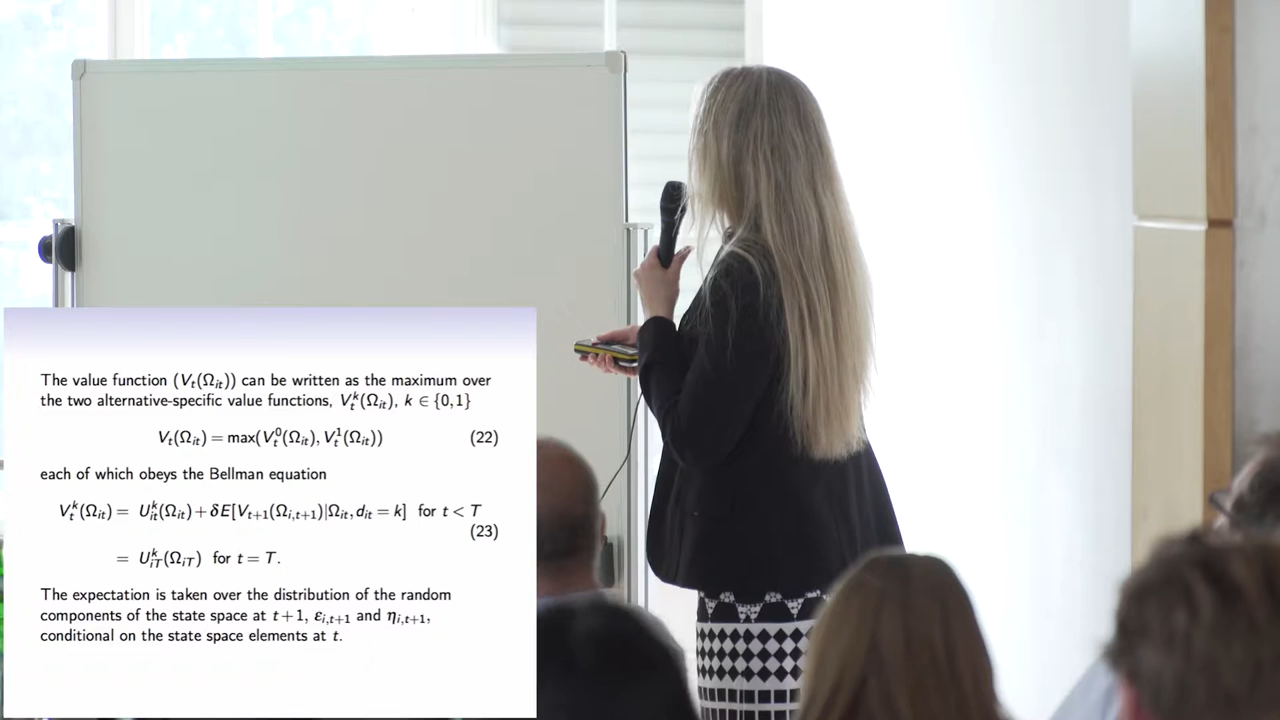 The value function (V_t(Ω_it)) can be written as the maximum over
the two alternative-specific value functions, V_t^k(Ω_it), k ∈ {0,1}
V_t(Ω_it) = max(V_t^0(Ω_it), V_t^1(Ω_it)) (22)
each of which obeys the Bellman equation
V_t^k(Ω_it) = U_it^k(Ω_it) + δE[V_t+1(Ω_i,t+1)|Ω_it, d_it = k] for t < T
(23)
= U_iT^k(Ω_iT) for t = T.
The expectation is taken over the distribution of the random
components of the state space at t+1, ε_i,t+1 and η_i,t+1,
conditional on the state space elements at t.